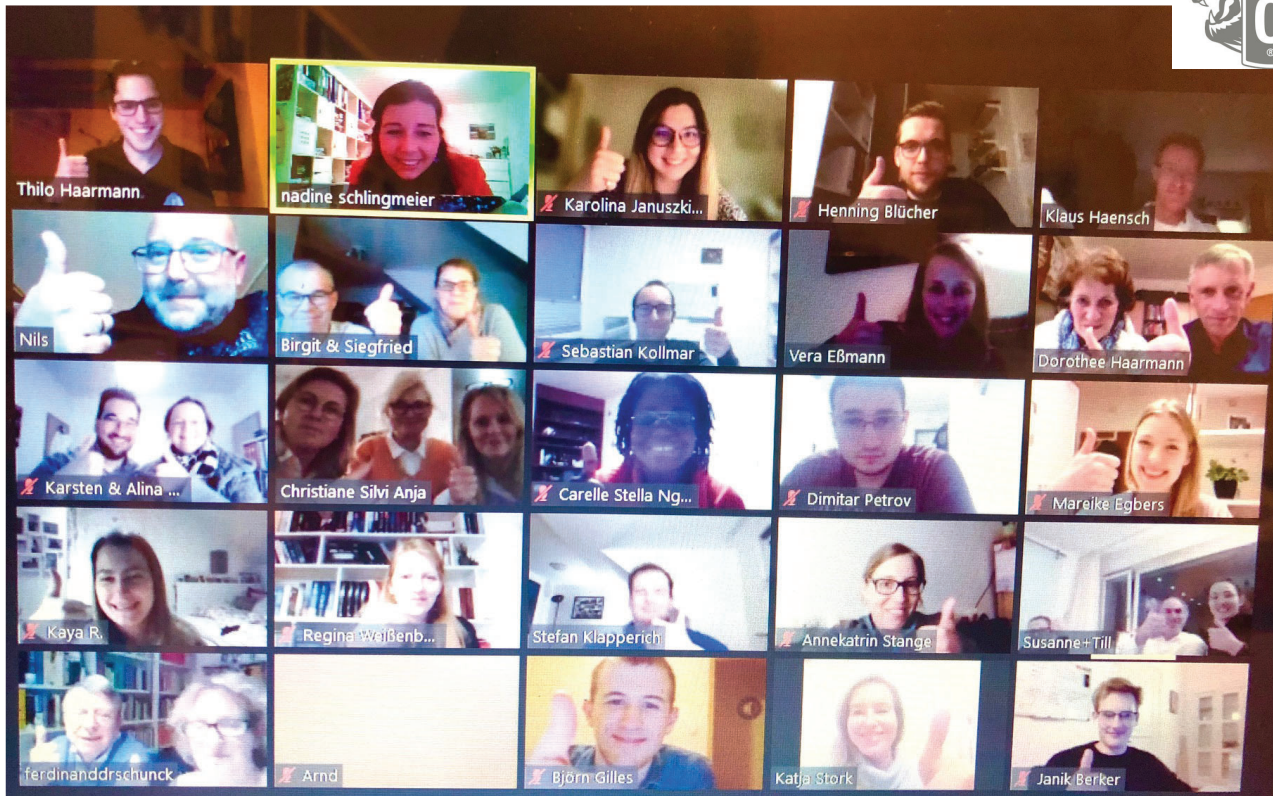 Thilo Haarmann
nadine schlingmeier
Karolina Januszki...
Henning Blücher
Klaus Haensch
Nils
Birgit & Siegfried
Sebastian Kollmar
Vera Eßmann
Dorothee Haarmann
Karsten & Alina ...
Christiane Silvi Anja
Carelle Stella Ng...
Dimitar Petrov
Mareike Egbers
Kaya R.
Regina Weißenb...
Stefan Klapperich
Annekatrin Stange
Susanne+Till
ferdinanddrschunck
Arnd
Björn Gilles
Katja Stork
Janik Berker